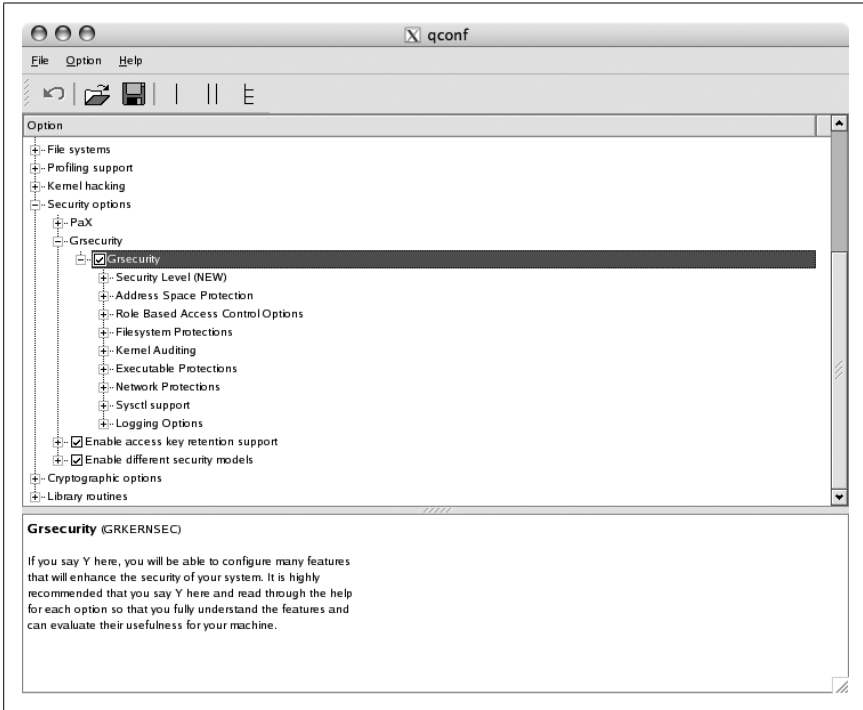 qconf
File Option Help
Option
File systems
Profiling support
Kernel hacking
Security options
PaX
Grsecurity
Grsecurity
Security Level (NEW)
Address Space Protection
Role Based Access Control Options
Filesystem Protections
Kernel Auditing
Executable Protections
Network Protections
Sysctl support
Logging Options
Enable access key retention support
Enable different security models
Cryptographic options
Library routines
Grsecurity (GRKERNSEC)
If you say Y here, you will be able to configure many features
that will enhance the security of your system. It is highly
recommended that you say Y here and read through the help
for each option so that you fully understand the features and
can evaluate their usefulness for your machine.